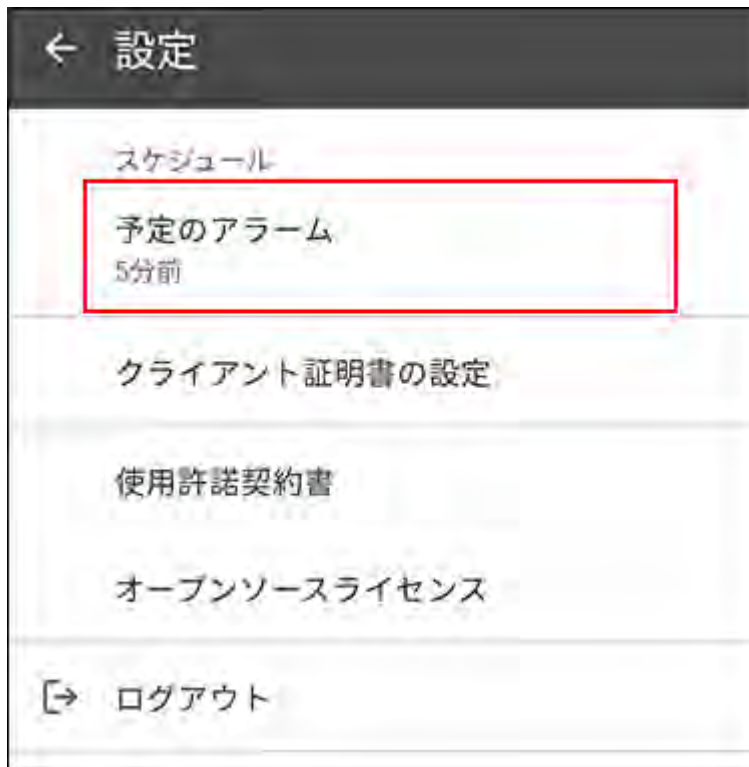 設定
スケジュール
予定のアラーム
5分前
クライアント証明書の設定
使用許諾契約書
オープンソースライセンス
ログアウト